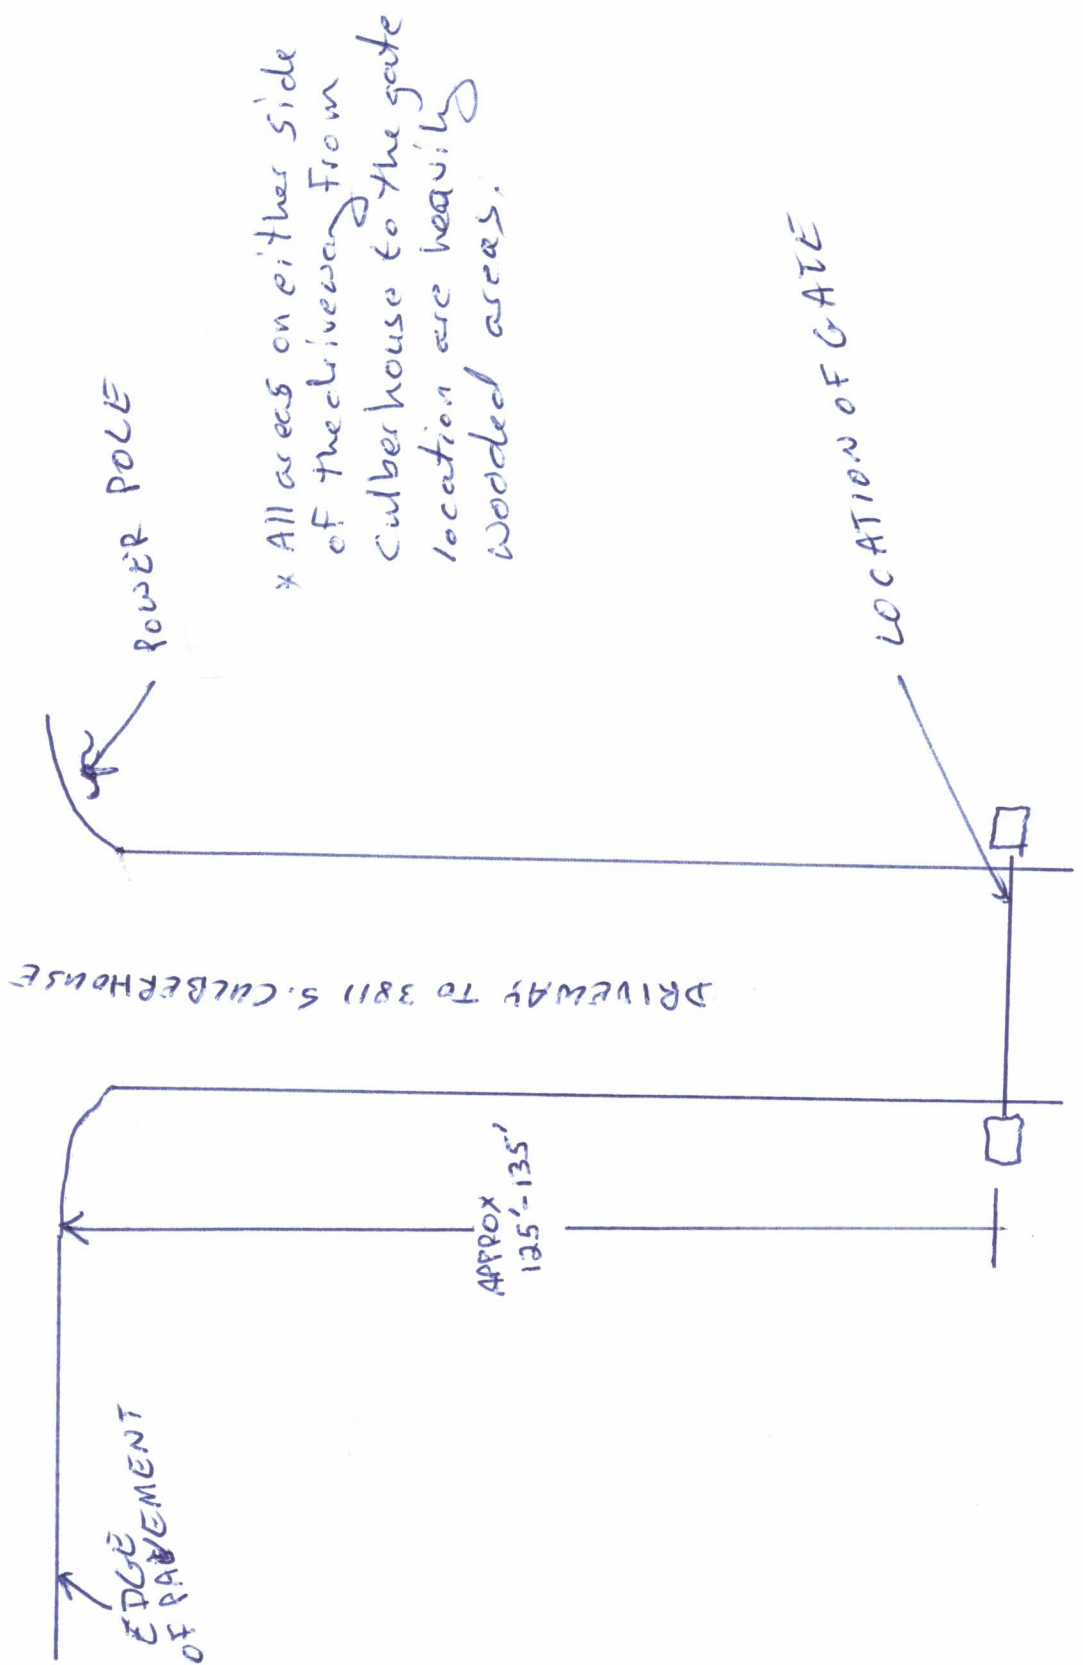 POWER POLE
* All areas on either side
of the driveway From
Culberhouse to the gate
location are heavily
wooded areas.
LOCATION OF GATE
DRIVEWAY TO 3811 S. CULBERHOUSE
APPROX
125'-135'
EDGE
OF PAVEMENT